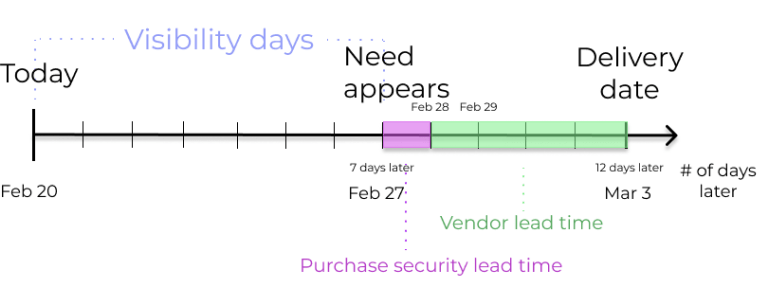 Visibility days
Today
Need
appears
Delivery
date
Feb 28
Feb 29
7 days later
12 days later
# of days
later
Feb 20
Feb 27
Mar 3
Vendor lead time
Purchase security lead time